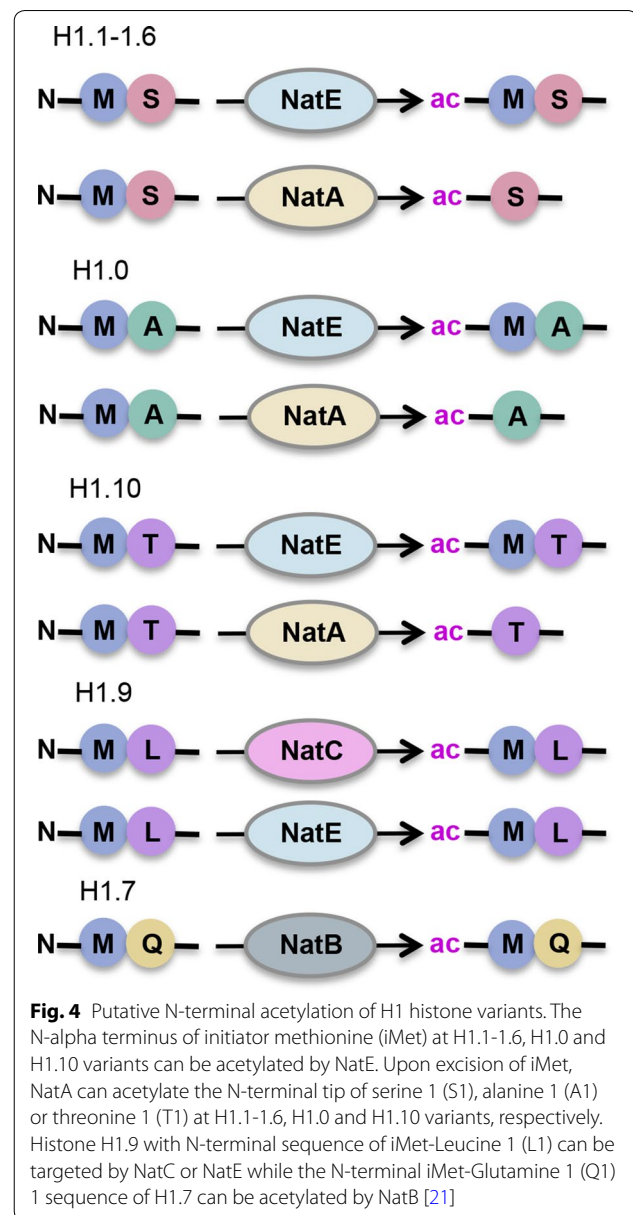 H1.1-1.6
N M S NatE ac M S
N M S NatA ac S
H1.0
N M A NatE ac M A
N M A NatA ac A
H1.10
N M T NatE ac M T
N M T NatA ac T
H1.9
N M L NatC ac M L
N M L NatE ac M L
H1.7
N M Q NatB ac M Q
Fig. 4 Putative N-terminal acetylation of H1 histone variants. The
N-alpha terminus of initiator methionine (iMet) at H1.1-1.6, H1.0 and
H1.10 variants can be acetylated by NatE. Upon excision of iMet,
NatA can acetylate the N-terminal tip of serine 1 (S1), alanine 1 (A1)
or threonine 1 (T1) at H1.1-1.6, H1.0 and H1.10 variants, respectively.
Histone H1.9 with N-terminal sequence of iMet-Leucine 1 (L1) can be
targeted by NatC or NatE while the N-terminal iMet-Glutamine 1 (Q1)
1 sequence of H1.7 can be acetylated by NatB [21]